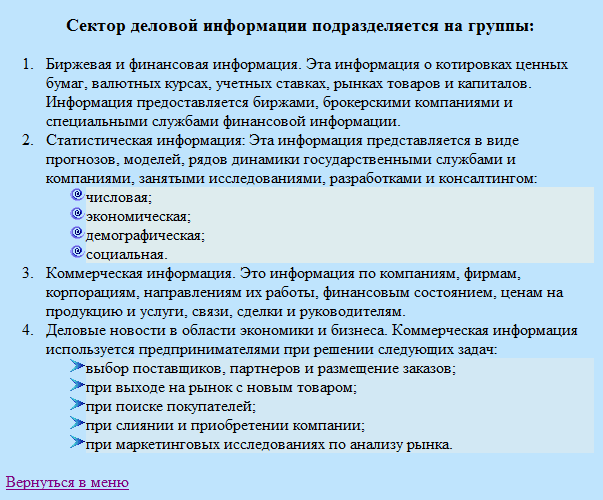 Сектор деловой информации подразделяется на группы:
1. Биржевая и финансовая информация. Эта информация о котировках ценных
бумаг, валютных курсах, учетных ставках, рынках товаров и капиталов.
Информация предоставляется биржами, брокерскими компаниями и
специальными службами финансовой информации.
2. Статистическая информация: Эта информация представляется в виде
прогнозов, моделей, рядов динамики государственными службами и
компаниями, занятыми исследованиями, разработками и консалтингом:
числовая;
экономическая;
демографическая;
социальная.
3. Коммерческая информация. Это информация по компаниям, фирмам,
корпорациям, направлениям их работы, финансовым состоянием, ценам на
продукцию и услуги, связи, сделки и руководителям.
4. Деловые новости в области экономики и бизнеса. Коммерческая информация
используется предпринимателями при решении следующих задач:
выбор поставщиков, партнеров и размещение заказов;
при выходе на рынок с новым товаром;
при поиске покупателей;
при слиянии и приобретении компании;
при маркетинговых исследованиях по анализу рынка.
Вернуться в меню